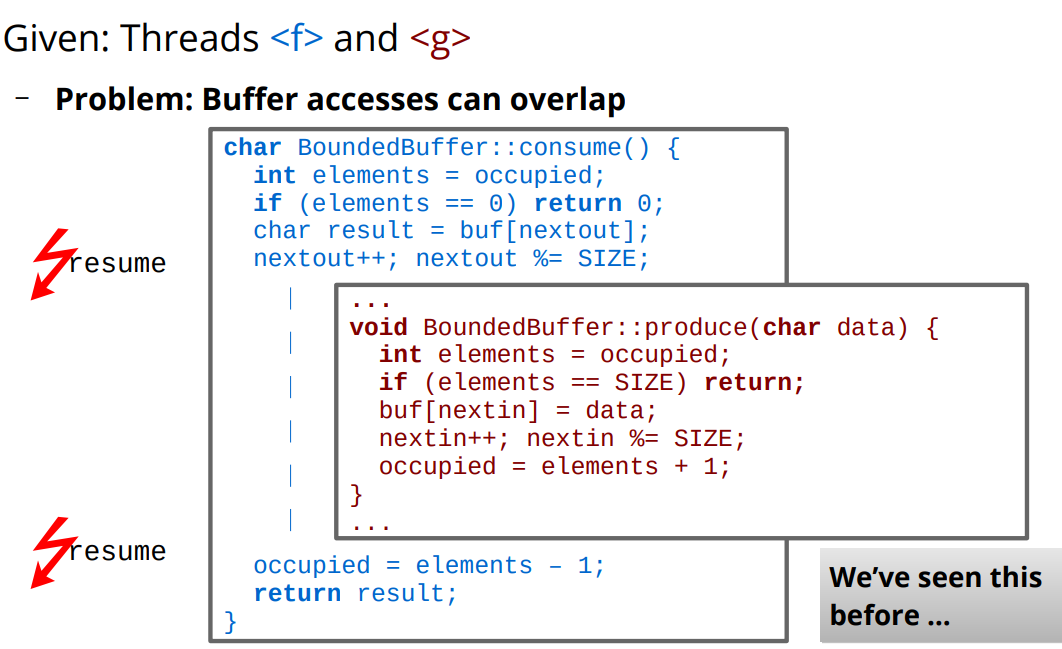 Given: Threads <f> and <g>
– Problem: Buffer accesses can overlap
char BoundedBuffer::consume() {
int elements = occupied;
if (elements == 0) return 0;
char result = buf[nextout];
nextout++; nextout %= SIZE;
resume
...
void BoundedBuffer::produce(char data) {
int elements = occupied;
if (elements == SIZE) return;
buf[nextin] = data;
nextin++; nextin %= SIZE;
occupied = elements + 1;
}
...
resume
occupied = elements – 1;
return result;
}
We’ve seen this
before ...